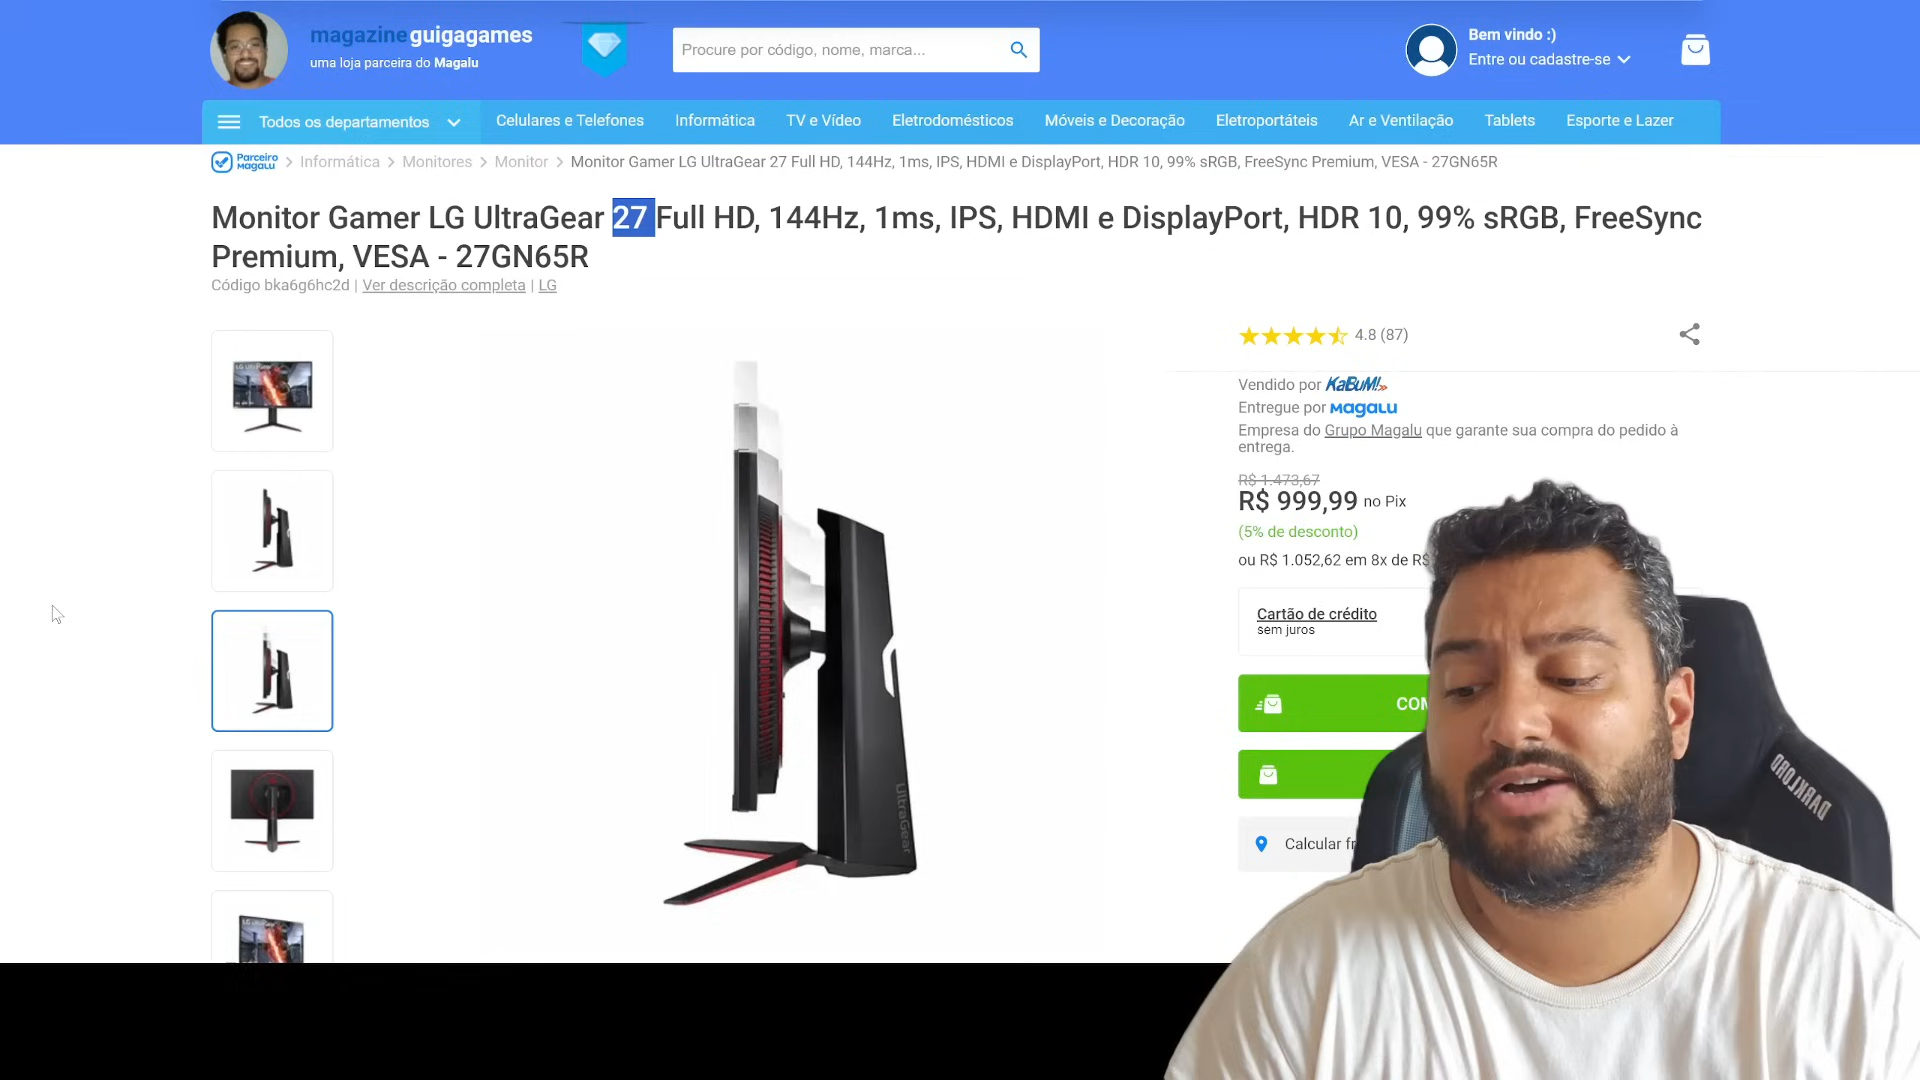 magazineguigagames
uma loja parceira do Magalu
Procure por código, nome, marca...
Bem vindo :)
Entre ou cadastre-se
Todos os departamentos
Celulares e Telefones
Informática
TV e Vídeo
Eletrodomésticos
Móveis e Decoração
Eletroportáteis
Ar e Ventilação
Tablets
Esporte e Lazer
Parceiro Magalu
Informática
Monitores
Monitor
Monitor Gamer LG UltraGear 27 Full HD, 144Hz, 1ms, IPS, HDMI e DisplayPort, HDR 10, 99% sRGB, FreeSync Premium, VESA - 27GN65R
Monitor Gamer LG UltraGear 27 Full HD, 144Hz, 1ms, IPS, HDMI e DisplayPort, HDR 10, 99% sRGB, FreeSync
Premium, VESA - 27GN65R
Código bka6g6hc2d | Ver descrição completa | LG
4.8 (87)
Vendido por KaBuM!
Entregue por Magalu
Empresa do Grupo Magalu que garante sua compra do pedido à
entrega.
R$ 1.473,67
R$ 999,99 no Pix
(5% de desconto)
ou R$ 1.052,62 em 8x de R$
Cartão de crédito
sem juros
COM
Calcular fr
UltraGear
DARKLORD